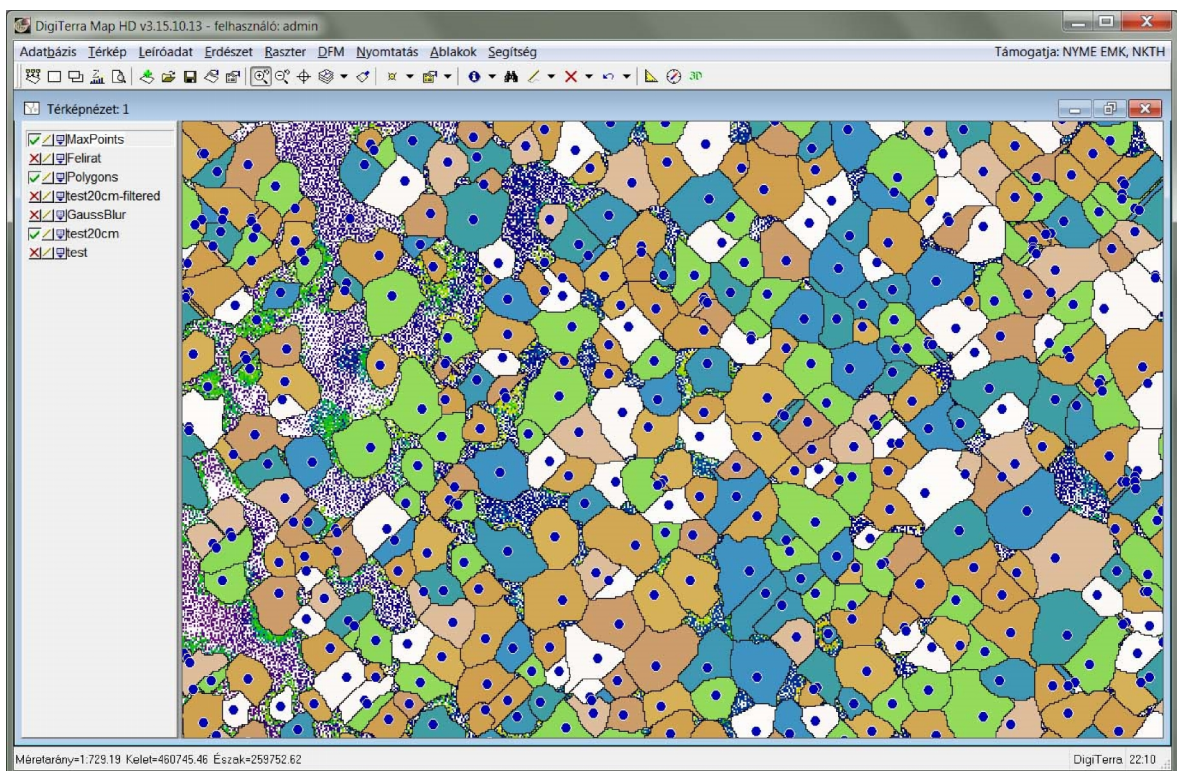 DigiTerra Map HD v3.15.10.13 - felhasználó: admin
Adatbázis Térkép Leíróadat Erdészet Raszter DFM Nyomtatás Ablakok Segítség Támogatja: NYME EMK, NKTH
3D
Térképnézet: 1
MaxPoints
Felirat
Polygons
test20cm-filtered
GaussBlur
test20cm
test
Méretarány=1:729.19 Kelet=460745.46 Észak=259752.62 DigiTerra 22:10